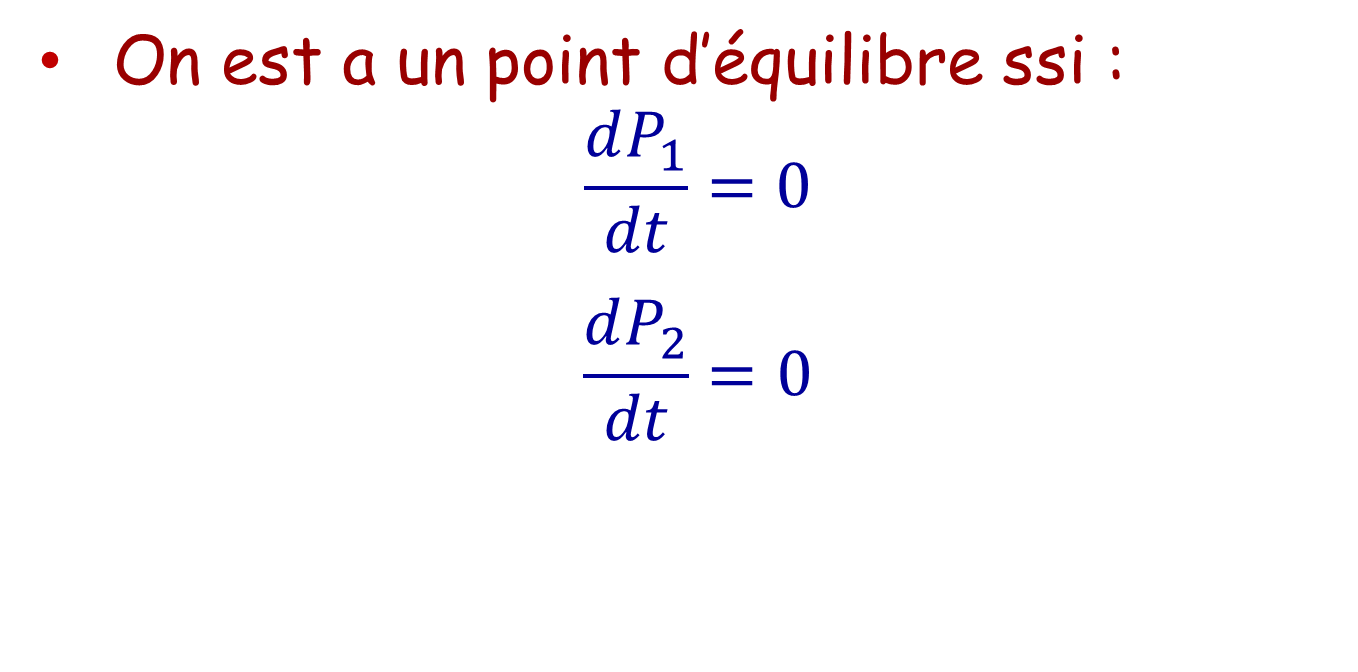 • On est a un point d’équilibre ssi :
dP₁/dt = 0
dP₂/dt = 0